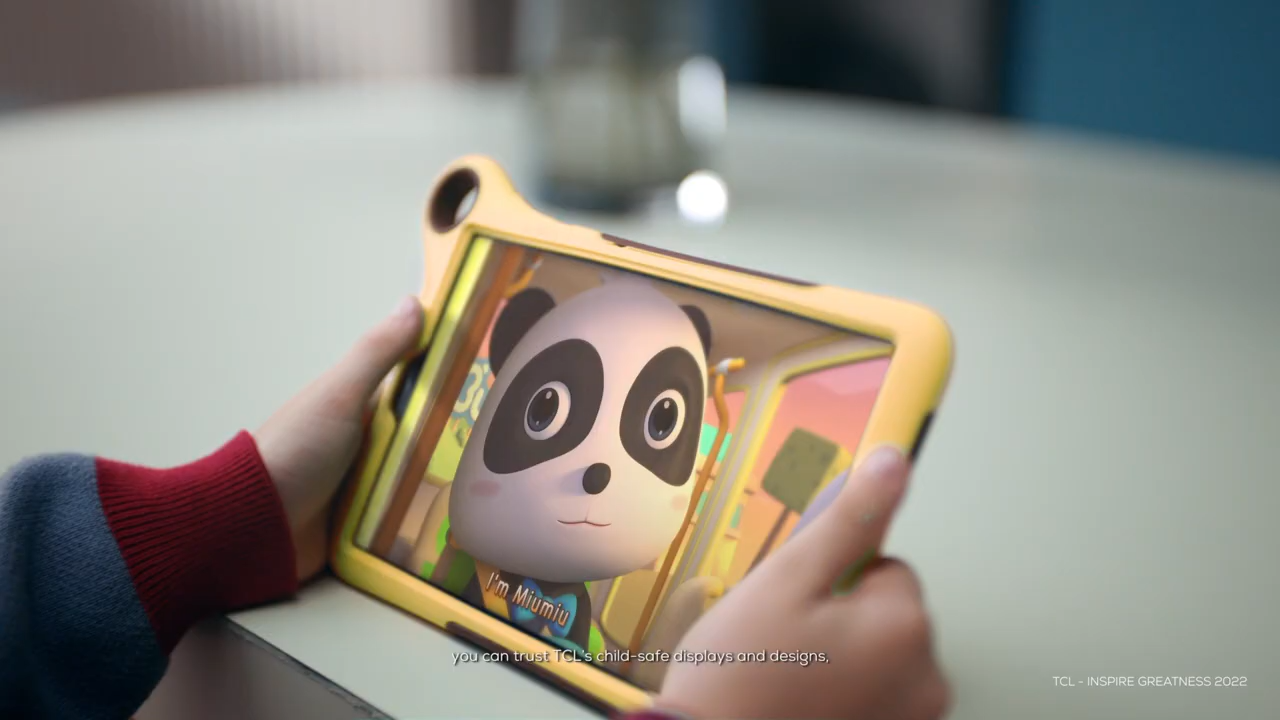 I'm Miumiu
you can trust TCL's child-safe displays and designs,
TCL - INSPIRE GREATNESS 2022